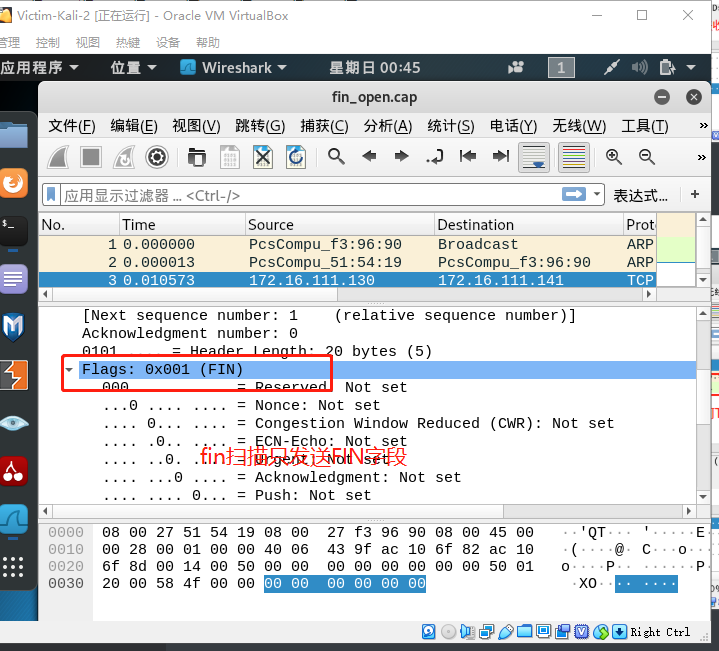 Victim-Kali-2 [正在运行] - Oracle VM VirtualBox
管理 控制 视图 热键 设备 帮助
应用程序 位置 Wireshark 星期日 00:45 1
fin_open.cap
文件(F) 编辑(E) 视图(V) 跳转(G) 捕获(C) 分析(A) 统计(S) 电话(Y) 无线(W) 工具(T) »
应用显示过滤器 … <Ctrl-/> 表达式… +
No. Time Source Destination Prot
1 0.000000 PcsCompu_f3:96:90 Broadcast ARP
2 0.000013 PcsCompu_51:54:19 PcsCompu_f3:96:90 ARP
3 0.010573 172.16.111.130 172.16.111.141 TCP
[Next sequence number: 1 (relative sequence number)]
Acknowledgment number: 0
0101 .... = Header Length: 20 bytes (5)
Flags: 0x001 (FIN)
000. .... .... = Reserved: Not set
...0 .... .... = Nonce: Not set
.... 0... .... = Congestion Window Reduced (CWR): Not set
.... .0.. .... = ECN-Echo: Not set
fin扫描只发送FIN字段
.... ..0. .... = Urgent: Not set
.... ...0 .... = Acknowledgment: Not set
.... .... 0... = Push: Not set
0000 08 00 27 51 54 19 08 00 27 f3 96 90 08 00 45 00 ··'QT··· '·····E·
0010 00 28 00 01 00 00 40 06 43 9f ac 10 6f 82 ac 10 ·(····@· C···o···
0020 6f 8d 00 14 00 50 00 00 00 00 00 00 00 00 50 01 o····P·· ······P·
0030 20 00 58 4f 00 00 00 00 00 00 00 00 ·XO·· ····
Right Ctrl